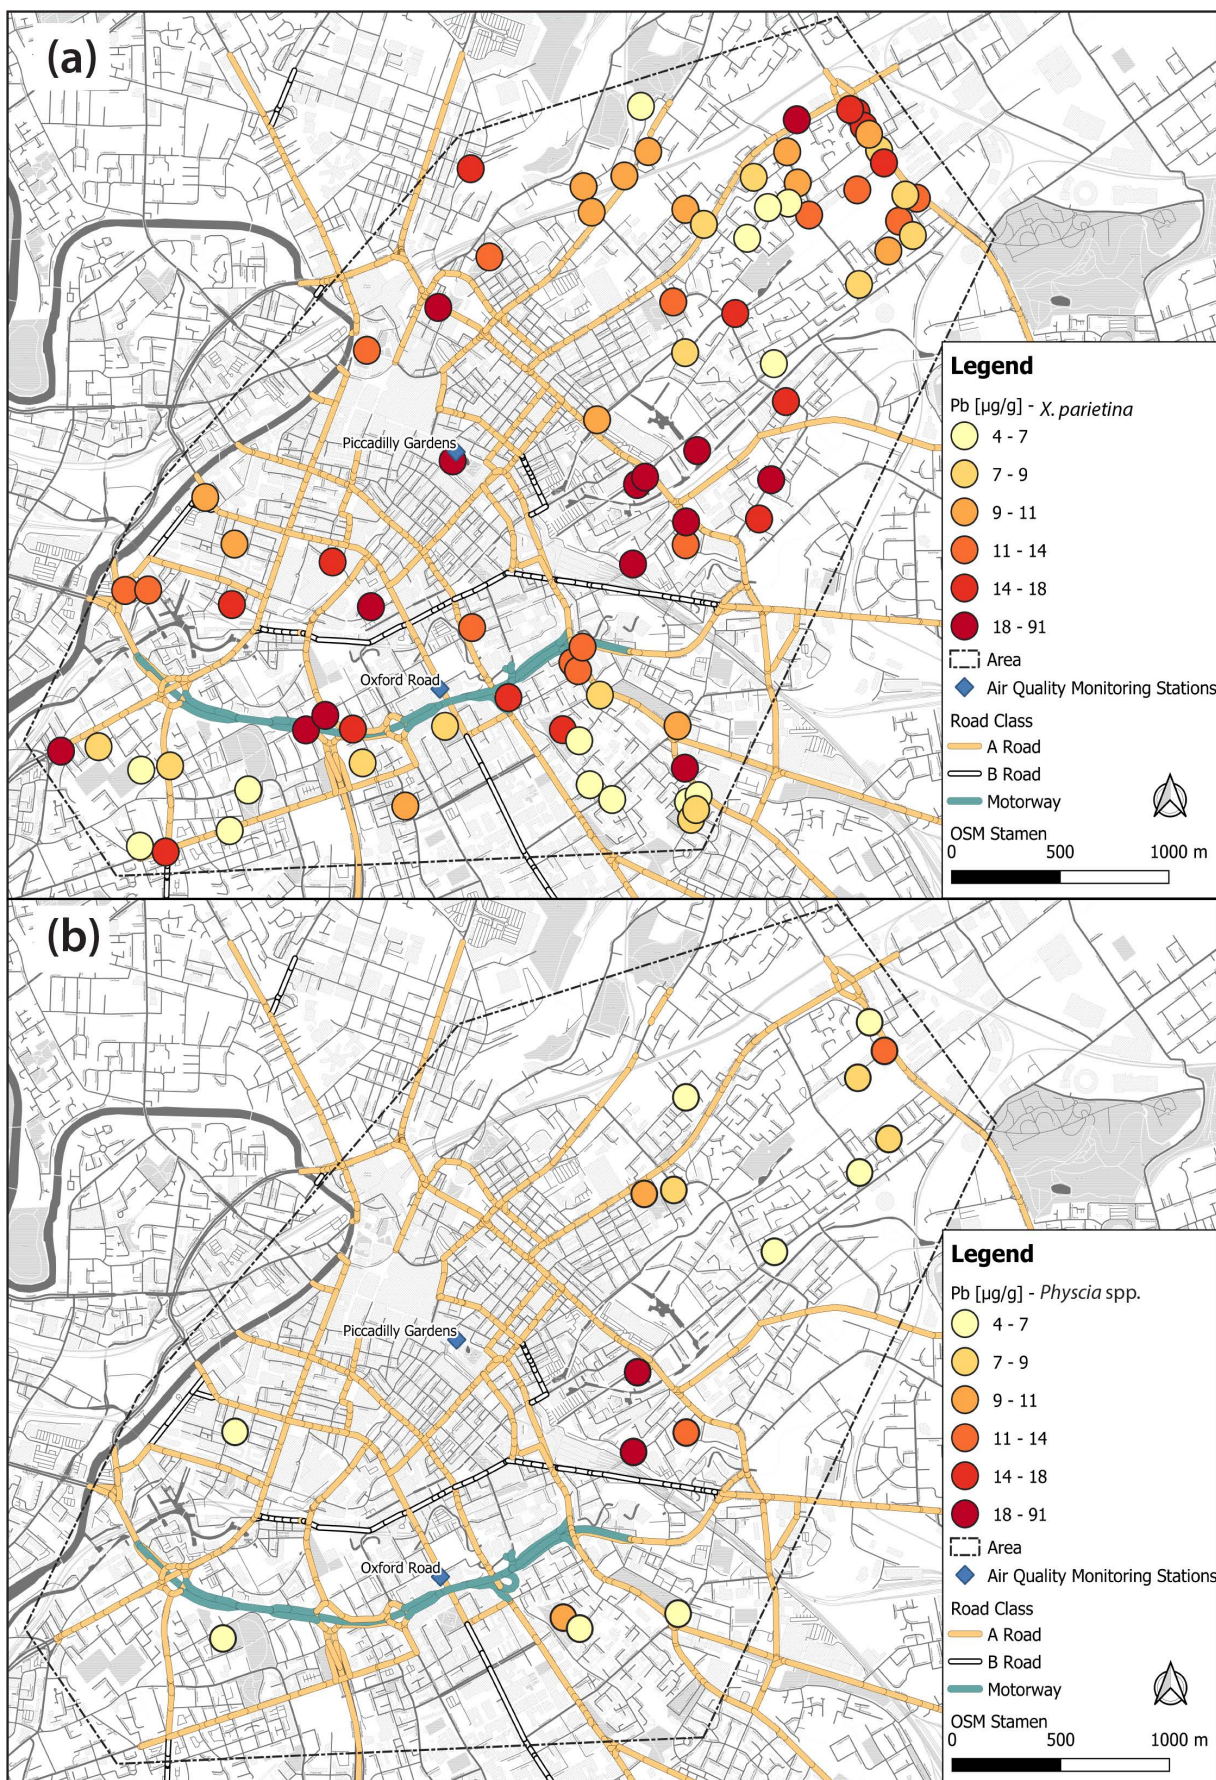 (a)
Piccadilly Gardens
Oxford Road
Legend
Pb [µg/g] - X. parietina
4 - 7
7 - 9
9 - 11
11 - 14
14 - 18
18 - 91
Area
Air Quality Monitoring Stations
Road Class
A Road
B Road
Motorway
OSM Stamen
0 500 1000 m
(b)
Piccadilly Gardens
Oxford Road
Legend
Pb [µg/g] - Physcia spp.
4 - 7
7 - 9
9 - 11
11 - 14
14 - 18
18 - 91
Area
Air Quality Monitoring Stations
Road Class
A Road
B Road
Motorway
OSM Stamen
0 500 1000 m